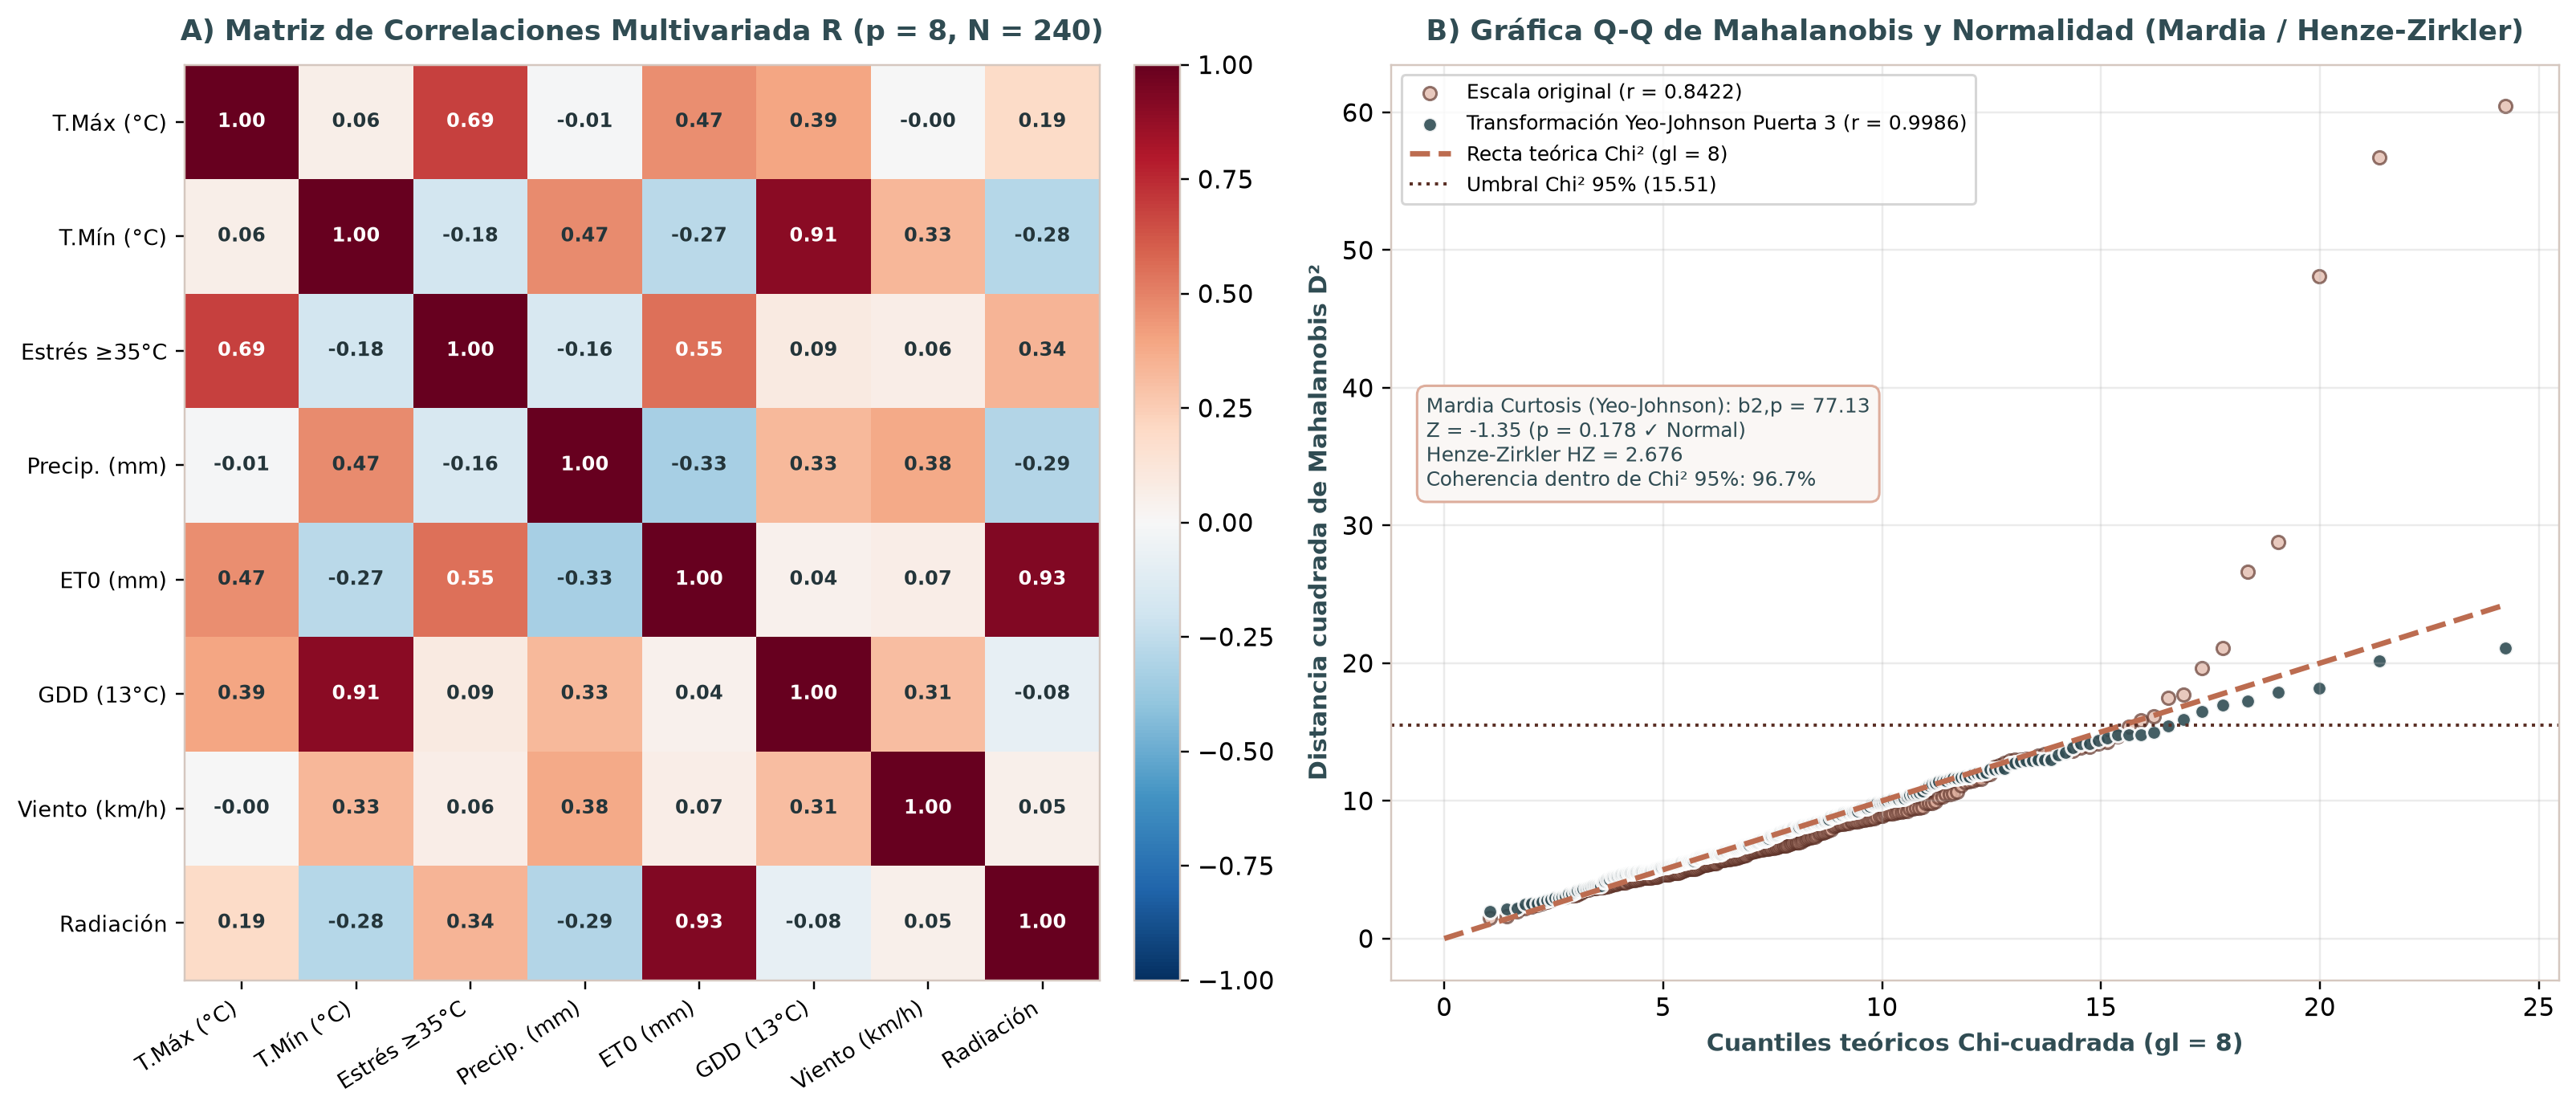 A) Matriz de Correlaciones Multivariada R (p = 8, N = 240)
T.Máx (°C) 1.00 0.06 0.69 -0.01 0.47 0.39 -0.00 0.19
T.Mín (°C) 0.06 1.00 -0.18 0.47 -0.27 0.91 0.33 -0.28
Estrés ≥35°C 0.69 -0.18 1.00 -0.16 0.55 0.09 0.06 0.34
Precip. (mm) -0.01 0.47 -0.16 1.00 -0.33 0.33 0.38 -0.29
ET0 (mm) 0.47 -0.27 0.55 -0.33 1.00 0.04 0.07 0.93
GDD (13°C) 0.39 0.91 0.09 0.33 0.04 1.00 0.31 -0.08
Viento (km/h) -0.00 0.33 0.06 0.38 0.07 0.31 1.00 0.05
Radiación 0.19 -0.28 0.34 -0.29 0.93 -0.08 0.05 1.00
T.Máx (°C) T.Mín (°C) Estrés ≥35°C Precip. (mm) ET0 (mm) GDD (13°C) Viento (km/h) Radiación
1.00
0.75
0.50
0.25
0.00
−0.25
−0.50
−0.75
−1.00
B) Gráfica Q-Q de Mahalanobis y Normalidad (Mardia / Henze-Zirkler)
Escala original (r = 0.8422)
Transformación Yeo-Johnson Puerta 3 (r = 0.9986)
Recta teórica Chi² (gl = 8)
Umbral Chi² 95% (15.51)
Mardia Curtosis (Yeo-Johnson): b2,p = 77.13
Z = -1.35 (p = 0.178 ✓ Normal)
Henze-Zirkler HZ = 2.676
Coherencia dentro de Chi² 95%: 96.7%
Distancia cuadrada de Mahalanobis D²
60
50
40
30
20
10
0
0 5 10 15 20 25
Cuantiles teóricos Chi-cuadrada (gl = 8)